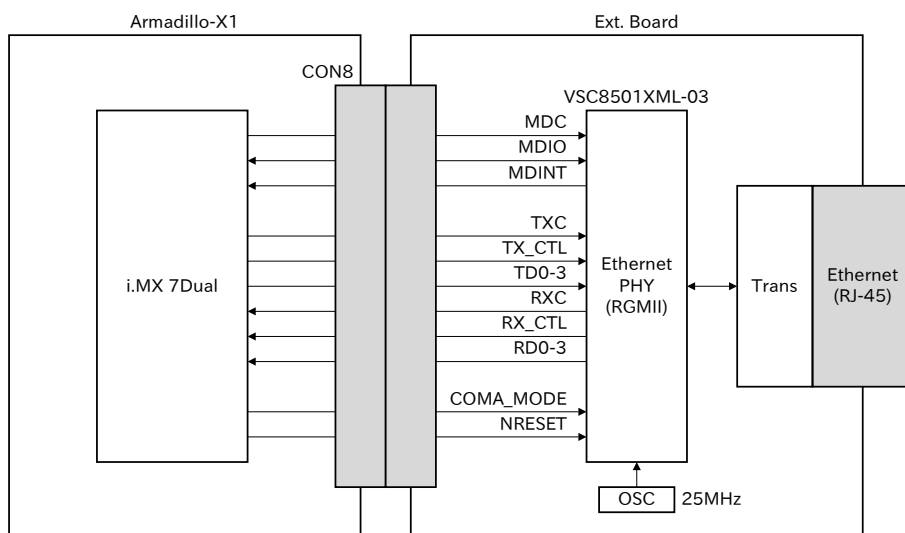 Armadillo-X1
Ext. Board
CON8
VSC8501XML-03
MDC
MDIO
MDINT
TXC
TX_CTL
TD0-3
RXC
RX_CTL
RD0-3
COMA_MODE
NRESET
i.MX 7Dual
Ethernet
PHY
(RGMII)
Trans
Ethernet
(RJ-45)
OSC
25MHz